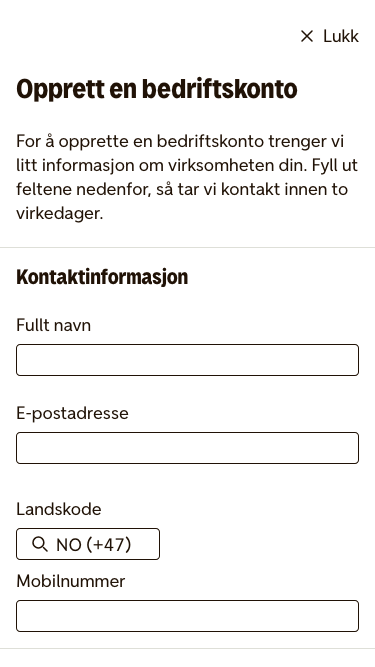 Lukk
Opprett en bedriftskonto
For å opprette en bedriftskonto trenger vi
litt informasjon om virksomheten din. Fyll ut
feltene nedenfor, så tar vi kontakt innen to
virkedager.
Kontaktinformasjon
Fullt navn
E-postadresse
Landskode
NO (+47)
Mobilnummer